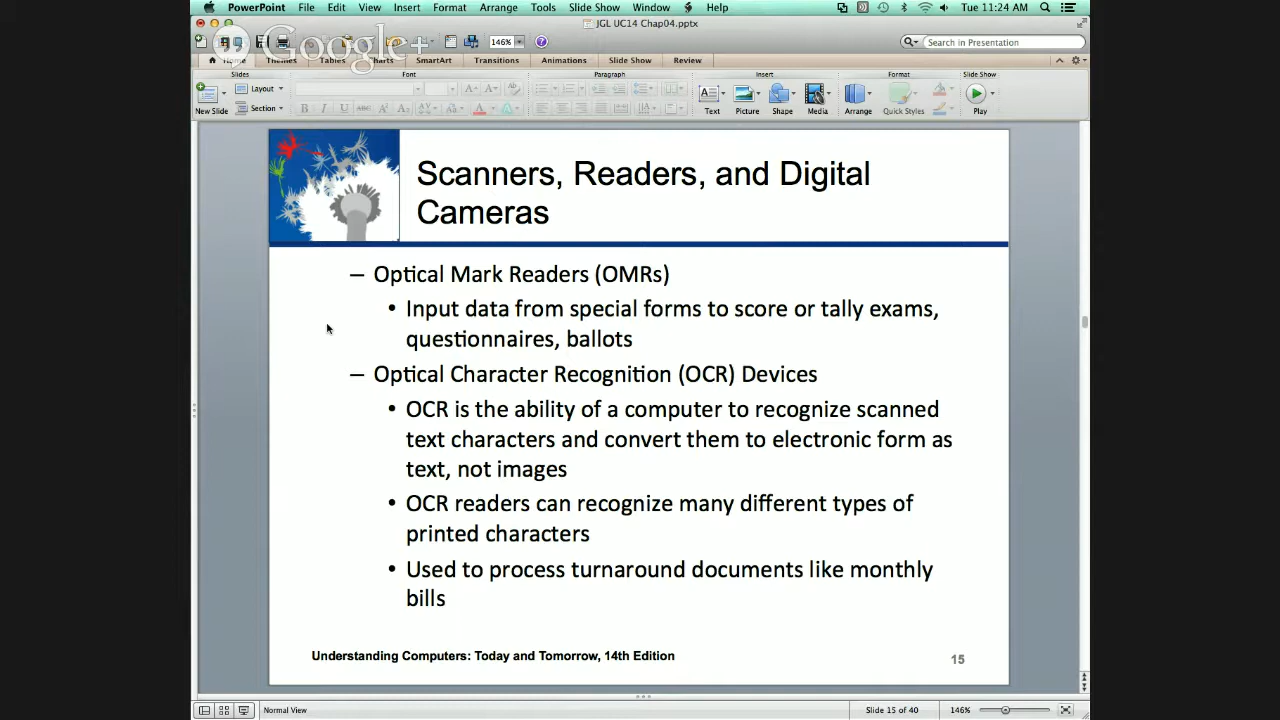 PowerPoint File Edit View Insert Format Arrange Tools Slide Show Window Help Tue 11:24 AM
JGL UC14 Chap04.pptx
Google+
146% Search in Presentation
Home Themes Tables Charts SmartArt Transitions Animations Slide Show Review
Slides Font Paragraph Insert Format Slide Show
Layout
Section
New Slide Text Picture Shape Media Arrange Quick Styles Play
Scanners, Readers, and Digital
Cameras
– Optical Mark Readers (OMRs)
• Input data from special forms to score or tally exams,
questionnaires, ballots
– Optical Character Recognition (OCR) Devices
• OCR is the ability of a computer to recognize scanned
text characters and convert them to electronic form as
text, not images
• OCR readers can recognize many different types of
printed characters
• Used to process turnaround documents like monthly
bills
Understanding Computers: Today and Tomorrow, 14th Edition
15
Normal View Slide 15 of 40 146%